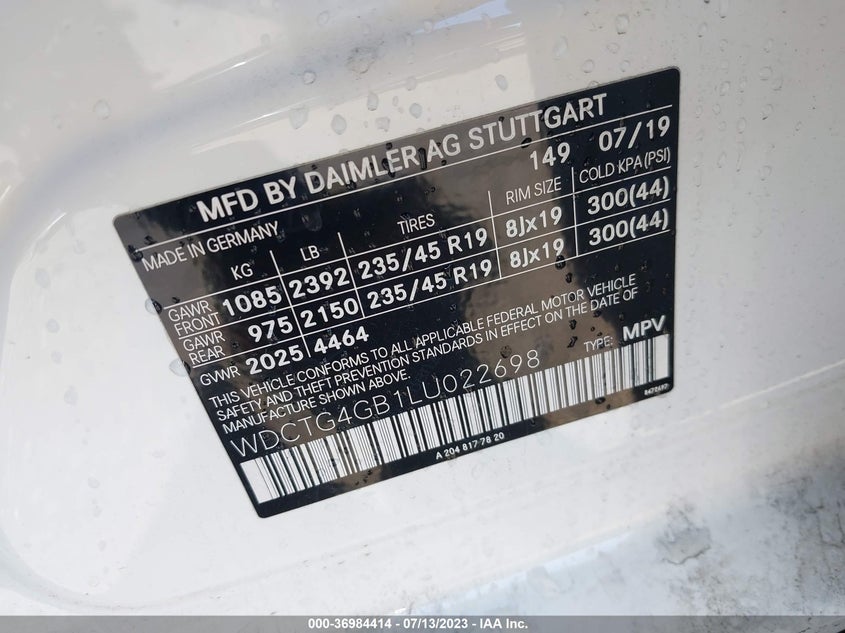 MFD BY DAIMLER AG STUTTGART
MADE IN GERMANY 149 07/19
KG LB TIRES RIM SIZE COLD KPA (PSI)
GAWR FRONT 1085 2392 235/45 R19 8Jx19 300(44)
GAWR REAR 975 2150 235/45 R19 8Jx19 300(44)
GVWR 2025 4464
THIS VEHICLE CONFORMS TO ALL APPLICABLE FEDERAL MOTOR VEHICLE
SAFETY AND THEFT PREVENTION STANDARDS IN EFFECT ON THE DATE OF
MANUFACTURE SHOWN ABOVE.
WDCTG4GB1LU022698 TYPE: MPV
A 204 817 78 20
000-36984414 - 07/13/2023 - IAA Inc.